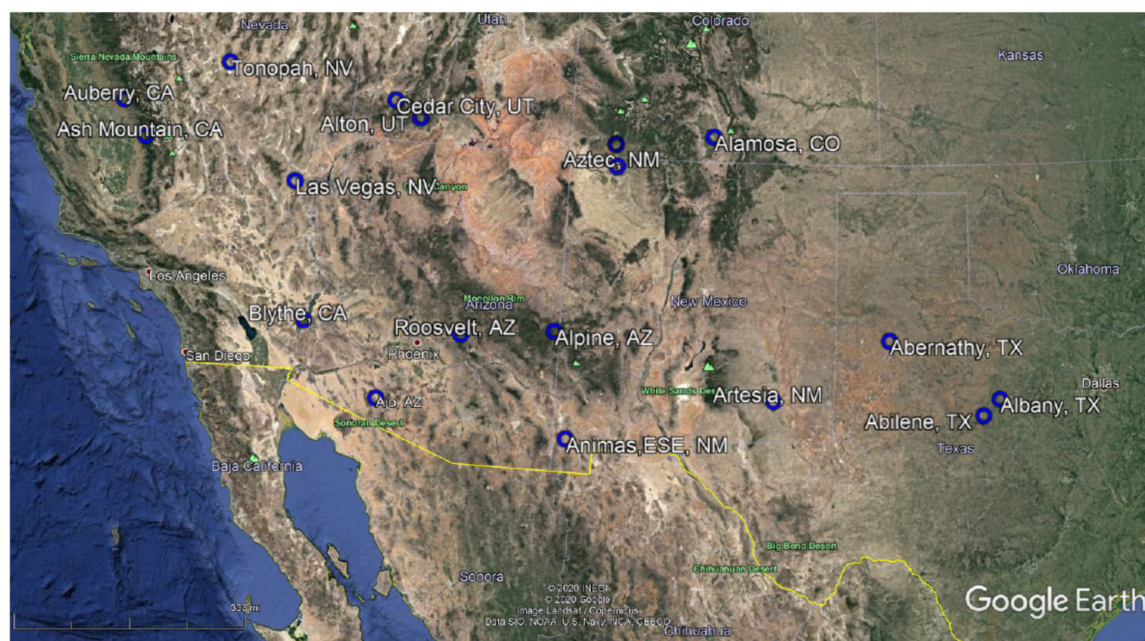 Nevada
Utah
Colorado
Kansas
Sierra Nevada Mountains
Tonopah, NV
Auberry, CA
Cedar City, UT
Ash Mountain, CA
Alton, UT
Alamosa, CO
Aztec, NM
Las Vegas, NV
Canyon
Los Angeles
Oklahoma
Mogollon Rim
Arizona
New Mexico
Blythe, CA
Roosvelt, AZ
Alpine, AZ
Abernathy, TX
San Diego
Phoenix
Dallas
White Sands Des
Artesia, NM
Albany, TX
Ajo, AZ
Abilene, TX
Sonoran Desert
Animas,ESE, NM
Texas
Baja California
Big Bend Desert
Chihuahuan Desert
Sonora
© 2020 INEGI
© 2020 Google
Image Landsat / Copernicus
Data SIO, NOAA, U.S. Navy, NGA, GEBCO
Google Earth
333 mi
Chihuahua